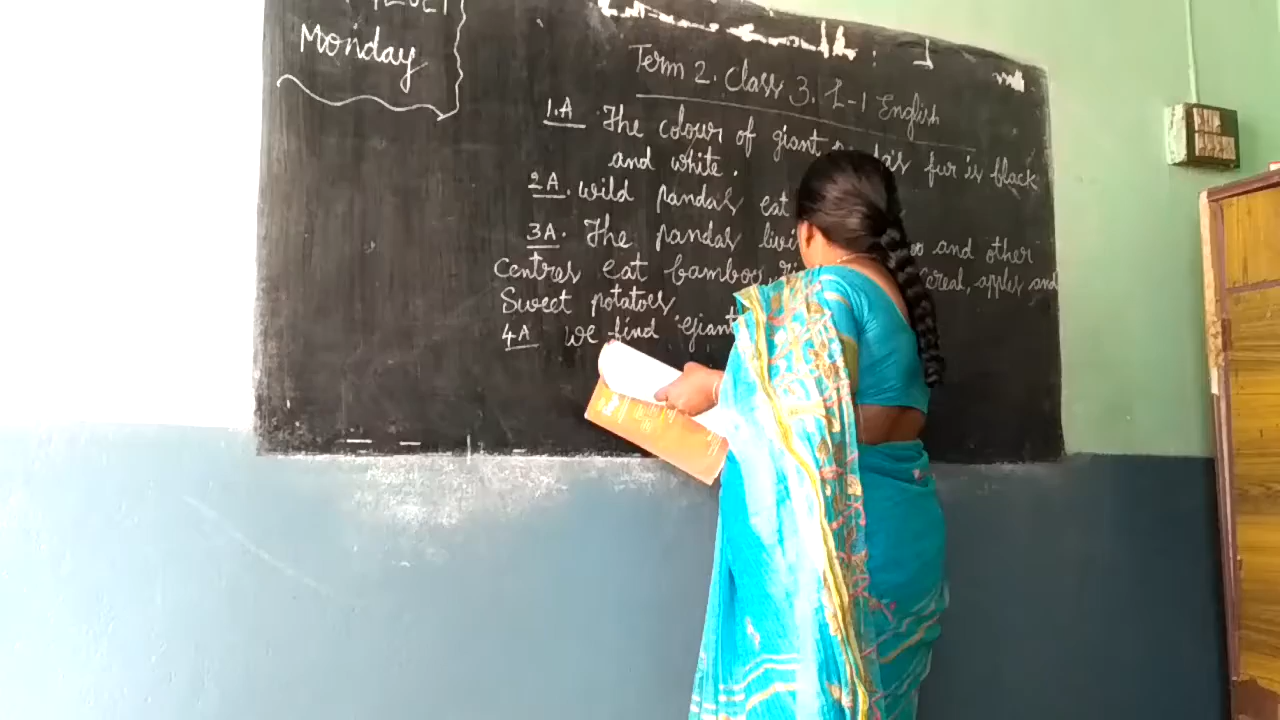 Monday
Term 2. Class 3. L-1 English
1.A The colour of giant panda's fur is black
and white.
2A. wild pandas eat
3A. The pandas and other
Centres eat bamboo, cereal, apples and
Sweet potatoes
4A we find Giant